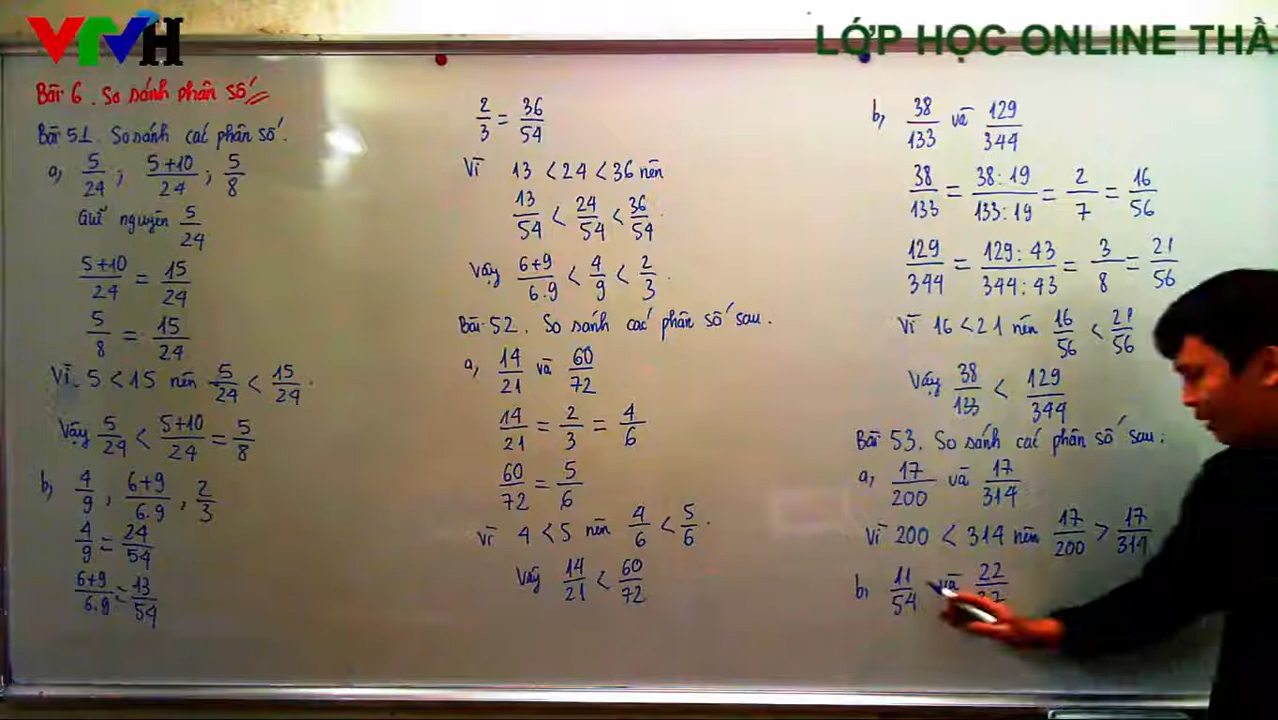 VTVH
LỚP HỌC ONLINE THẦ
Bài 6. So sánh phân số
Bài 51. So sánh các phân số.
a, 5/24 ; 5+10/24 ; 5/8
Giữ nguyên 5/24
5+10/24 = 15/24
5/8 = 15/24
Vì 5 < 15 nên 5/24 < 15/24.
Vậy 5/24 < 5+10/24 = 5/8
b, 4/9 , 6+9/6.9 , 2/3
4/9 = 24/54
6+9/6.9 = 13/54
2/3 = 36/54
Vì 13 < 24 < 36 nên
13/54 < 24/54 < 36/54.
Vậy 6+9/6.9 < 4/9 < 2/3.
Bài 52. So sánh các phân số sau.
a, 14/21 và 60/72
14/21 = 2/3 = 4/6
60/72 = 5/6
Vì 4 < 5 nên 4/6 < 5/6.
Vậy 14/21 < 60/72
b, 38/133 và 129/344
38/133 = 38:19/133:19 = 2/7 = 16/56
129/344 = 129:43/344:43 = 3/8 = 21/56
Vì 16 < 21 nên 16/56 < 21/56
Vậy 38/133 < 129/344
Bài 53. So sánh các phân số sau:
a, 17/200 và 17/314
Vì 200 < 314 nên 17/200 > 17/314
b, 11/54 và 22/